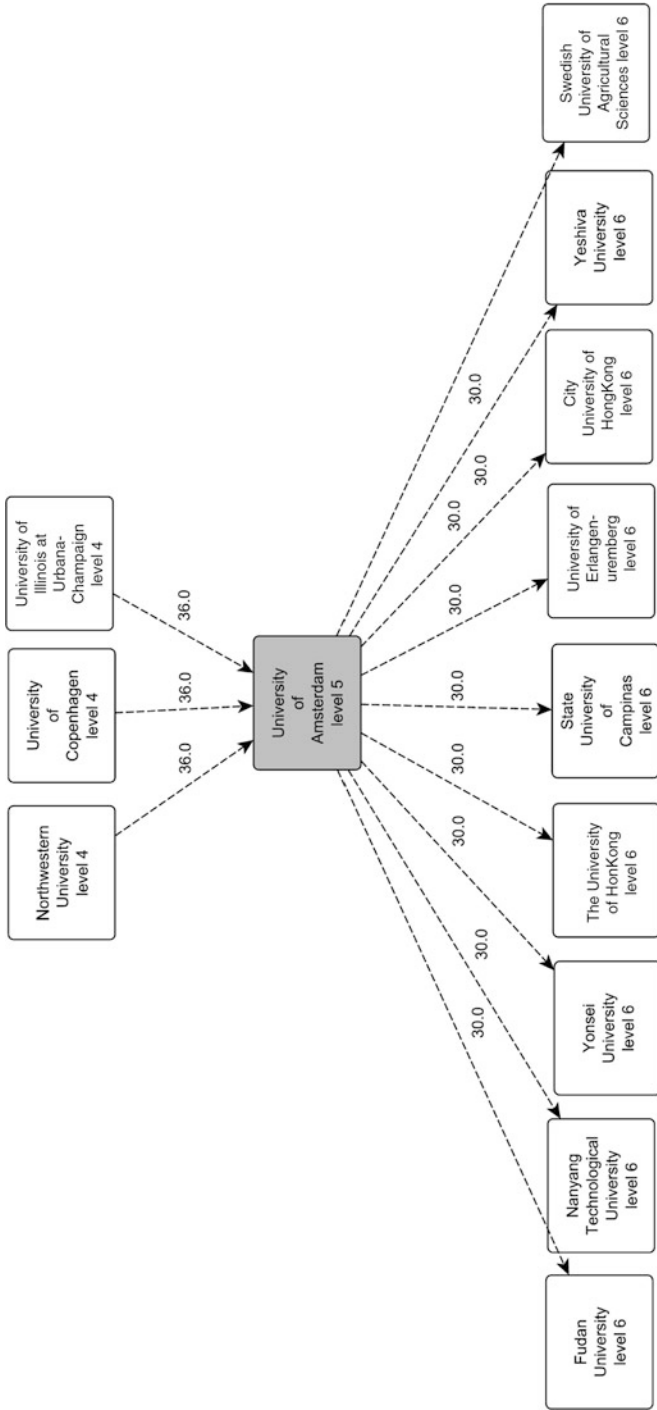 Northwestern
University
level 4
University
of
Copenhagen
level 4
University of
Illinois at
Urbana-
Champaign
level 4
36.0
36.0
36.0
University
of
Amsterdam
level 5
30.0
30.0
30.0
30.0
30.0
30.0
30.0
30.0
30.0
Fudan
University
level 6
Nanyang
Technological
University
level 6
Yonsei
University
level 6
The University
of HonKong
level 6
State
University
of
Campinas
level 6
University of
Erlangen-
uremberg
level 6
City
University of
HongKong
level 6
Yeshiva
University
level 6
Swedish
University of
Agricultural
Sciences level 6